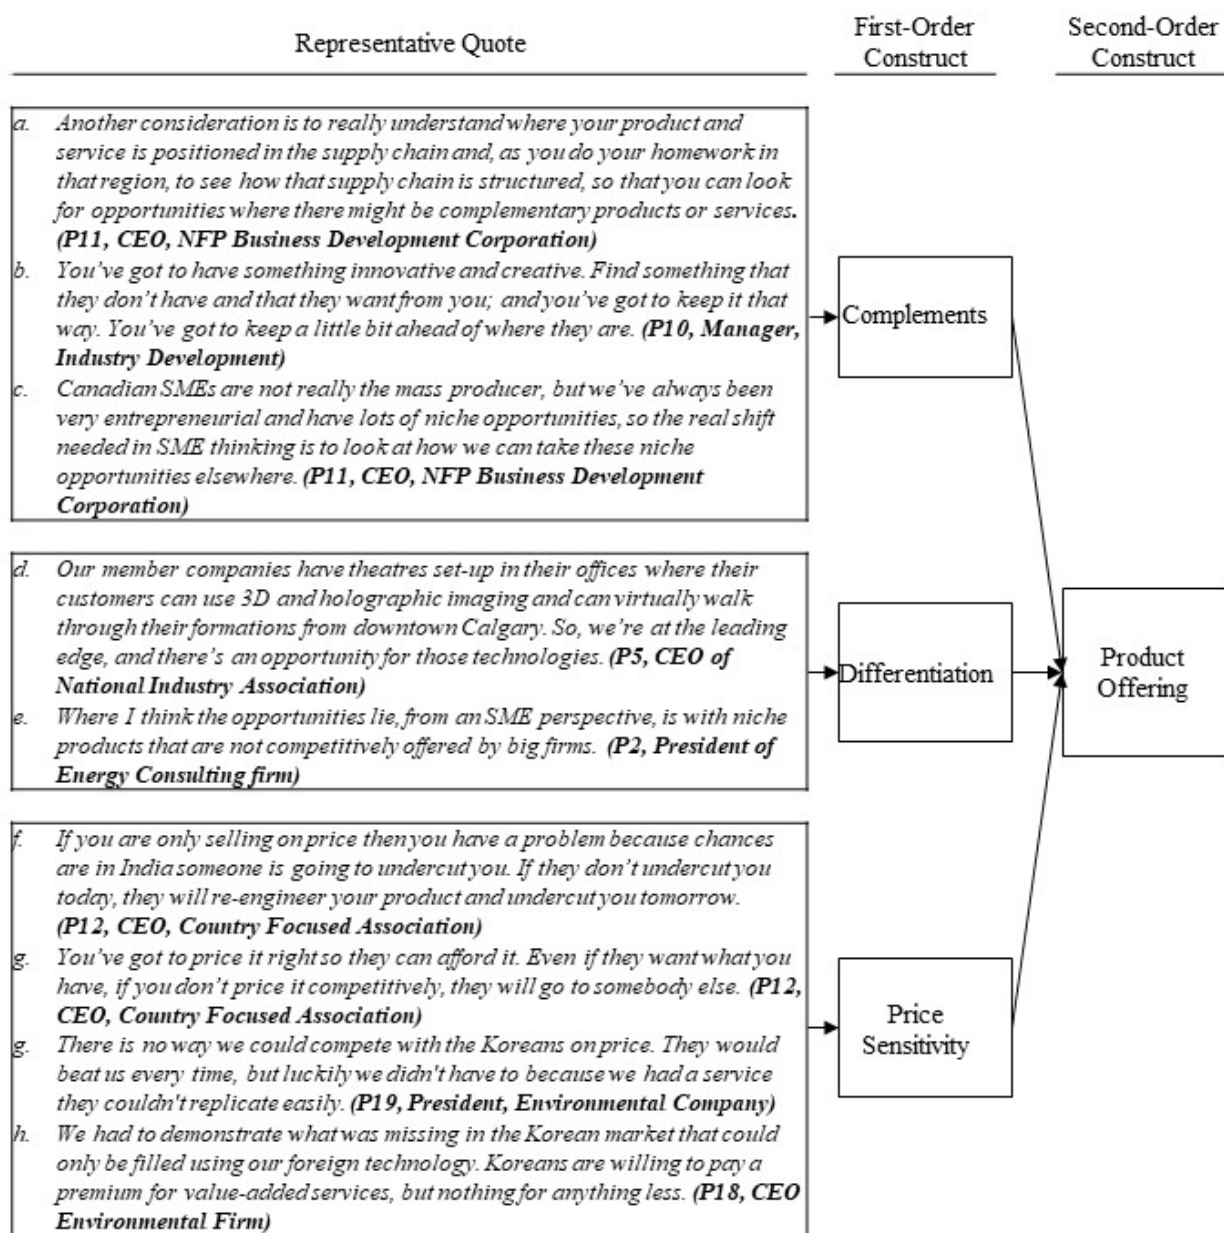 Representative Quote
First-Order
Construct
Second-Order
Construct
a. Another consideration is to really understand where your product and
service is positioned in the supply chain and, as you do your homework in
that region, to see how that supply chain is structured, so that you can look
for opportunities where there might be complementary products or services.
(P11, CEO, NFP Business Development Corporation)
b. You've got to have something innovative and creative. Find something that
they don't have and that they want from you; and you've got to keep it that
way. You've got to keep a little bit ahead of where they are. (P10, Manager,
Industry Development)
c. Canadian SMEs are not really the mass producer, but we've always been
very entrepreneurial and have lots of niche opportunities, so the real shift
needed in SME thinking is to look at how we can take these niche
opportunities elsewhere. (P11, CEO, NFP Business Development
Corporation)
Complements
d. Our member companies have theatres set-up in their offices where their
customers can use 3D and holographic imaging and can virtually walk
through their formations from downtown Calgary. So, we're at the leading
edge, and there's an opportunity for those technologies. (P5, CEO of
National Industry Association)
e. Where I think the opportunities lie, from an SME perspective, is with niche
products that are not competitively offered by big firms. (P2, President of
Energy Consulting firm)
Differentiation
Product
Offering
f. If you are only selling on price then you have a problem because chances
are in India someone is going to undercut you. If they don't undercut you
today, they will re-engineer your product and undercut you tomorrow.
(P12, CEO, Country Focused Association)
g. You've got to price it right so they can afford it. Even if they want what you
have, if you don't price it competitively, they will go to somebody else. (P12,
CEO, Country Focused Association)
g. There is no way we could compete with the Koreans on price. They would
beat us every time, but luckily we didn't have to because we had a service
they couldn't replicate easily. (P19, President, Environmental Company)
h. We had to demonstrate what was missing in the Korean market that could
only be filled using our foreign technology. Koreans are willing to pay a
premium for value-added services, but nothing for anything less. (P18, CEO
Environmental Firm)
Price
Sensitivity